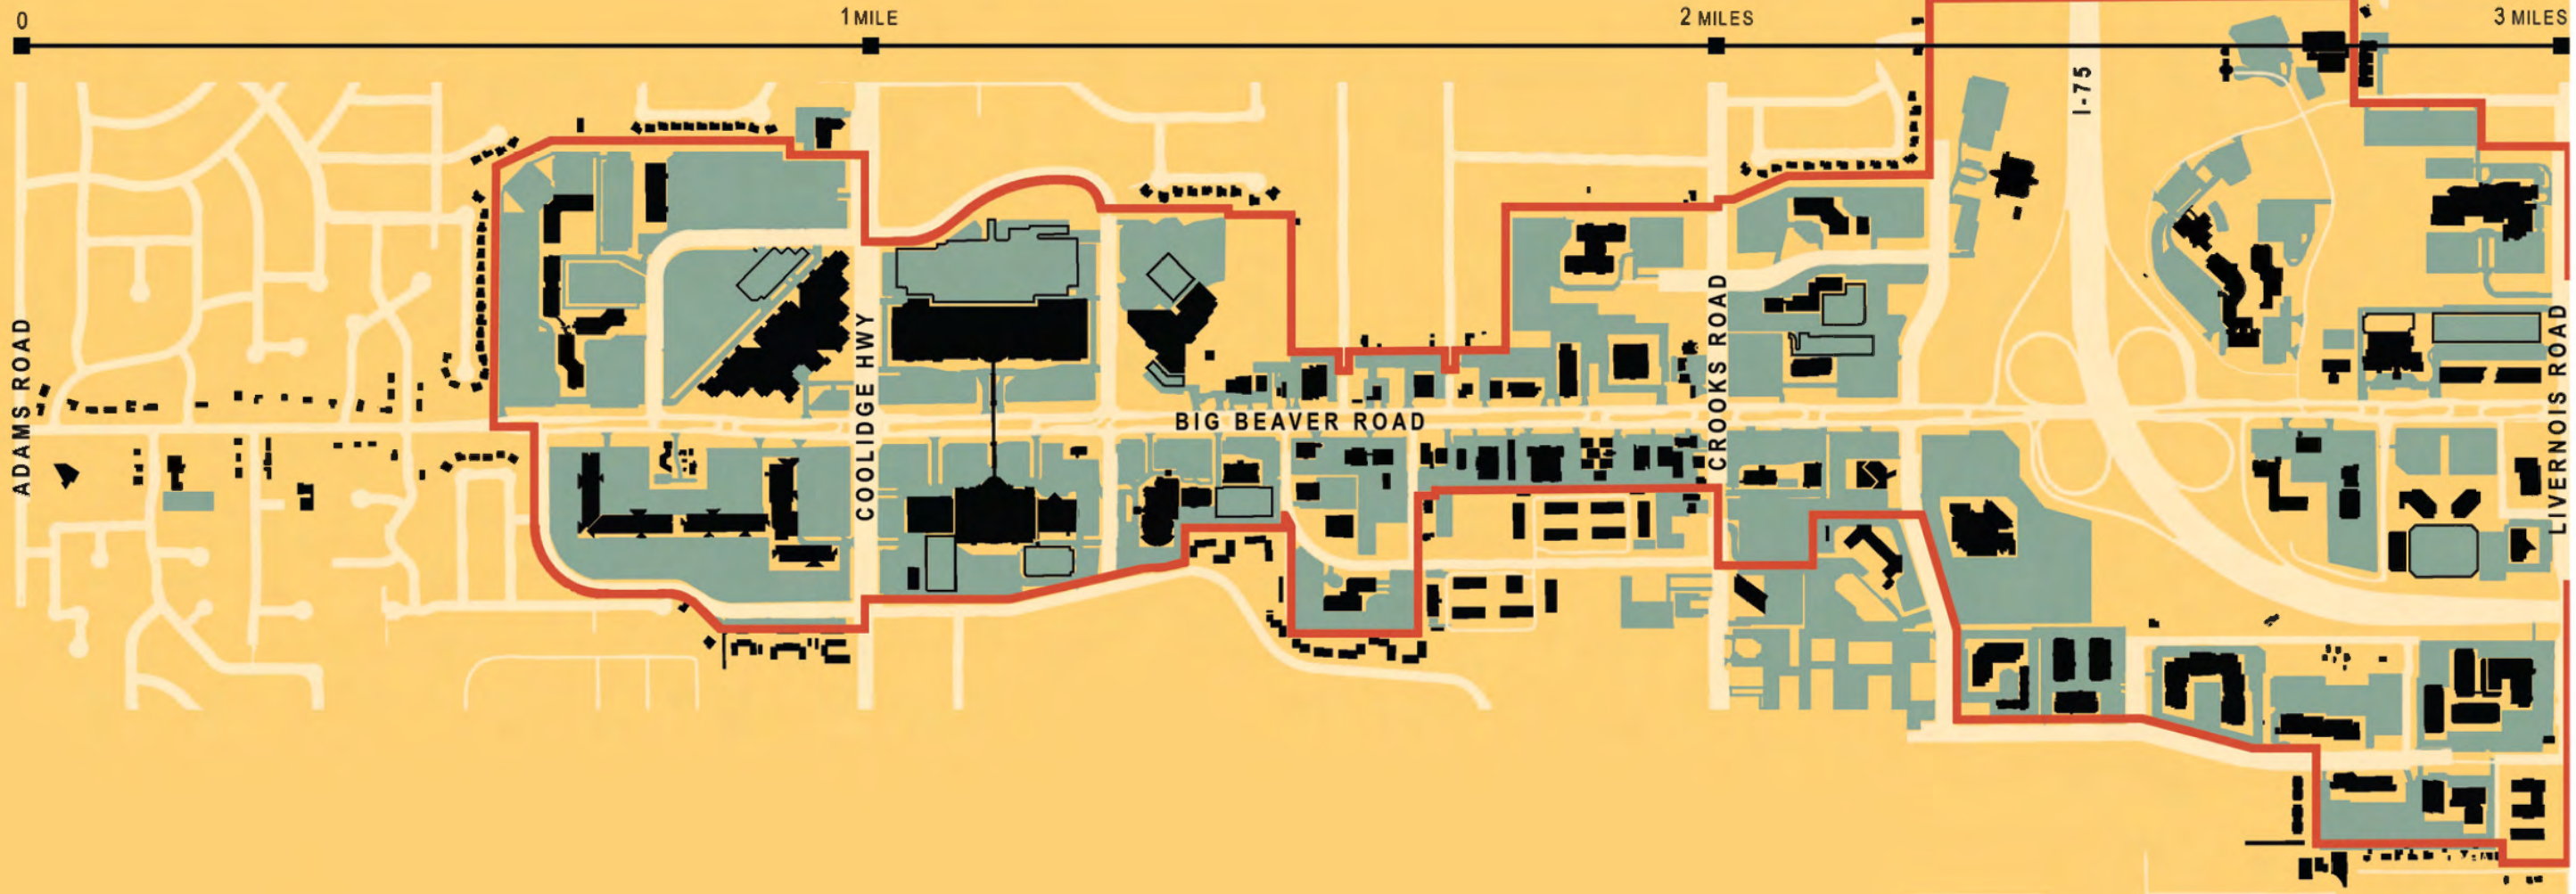 0
1 MILE
2 MILES
3 MILES
I-75
ADAMS ROAD
COOLIDGE HWY
BIG BEAVER ROAD
CROOKS ROAD
LIVERNOIS ROAD